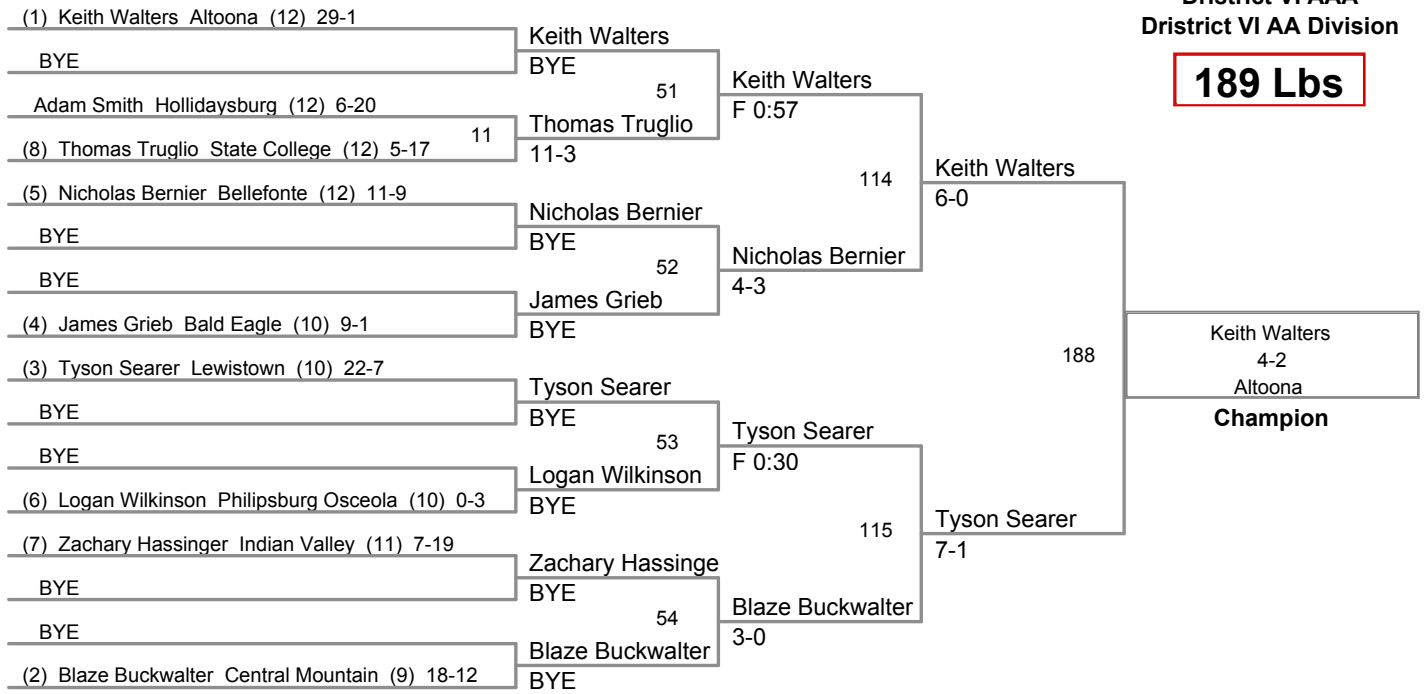 District VI AAA
Dristrict VI AA Division
189 Lbs
(1) Keith Walters Altoona (12) 29-1
BYE
Adam Smith Hollidaysburg (12) 6-20
11
(8) Thomas Truglio State College (12) 5-17
(5) Nicholas Bernier Bellefonte (12) 11-9
BYE
BYE
(4) James Grieb Bald Eagle (10) 9-1
(3) Tyson Searer Lewistown (10) 22-7
BYE
BYE
(6) Logan Wilkinson Philipsburg Osceola (10) 0-3
(7) Zachary Hassinger Indian Valley (11) 7-19
BYE
BYE
(2) Blaze Buckwalter Central Mountain (9) 18-12
Keith Walters
BYE
51
Thomas Truglio
11-3
Nicholas Bernier
BYE
52
James Grieb
BYE
Tyson Searer
BYE
53
Logan Wilkinson
BYE
Zachary Hassinge
BYE
54
Blaze Buckwalter
BYE
Keith Walters
F 0:57
114
Nicholas Bernier
4-3
Tyson Searer
F 0:30
115
Blaze Buckwalter
3-0
Keith Walters
6-0
188
Tyson Searer
7-1
Keith Walters
4-2
Altoona
Champion